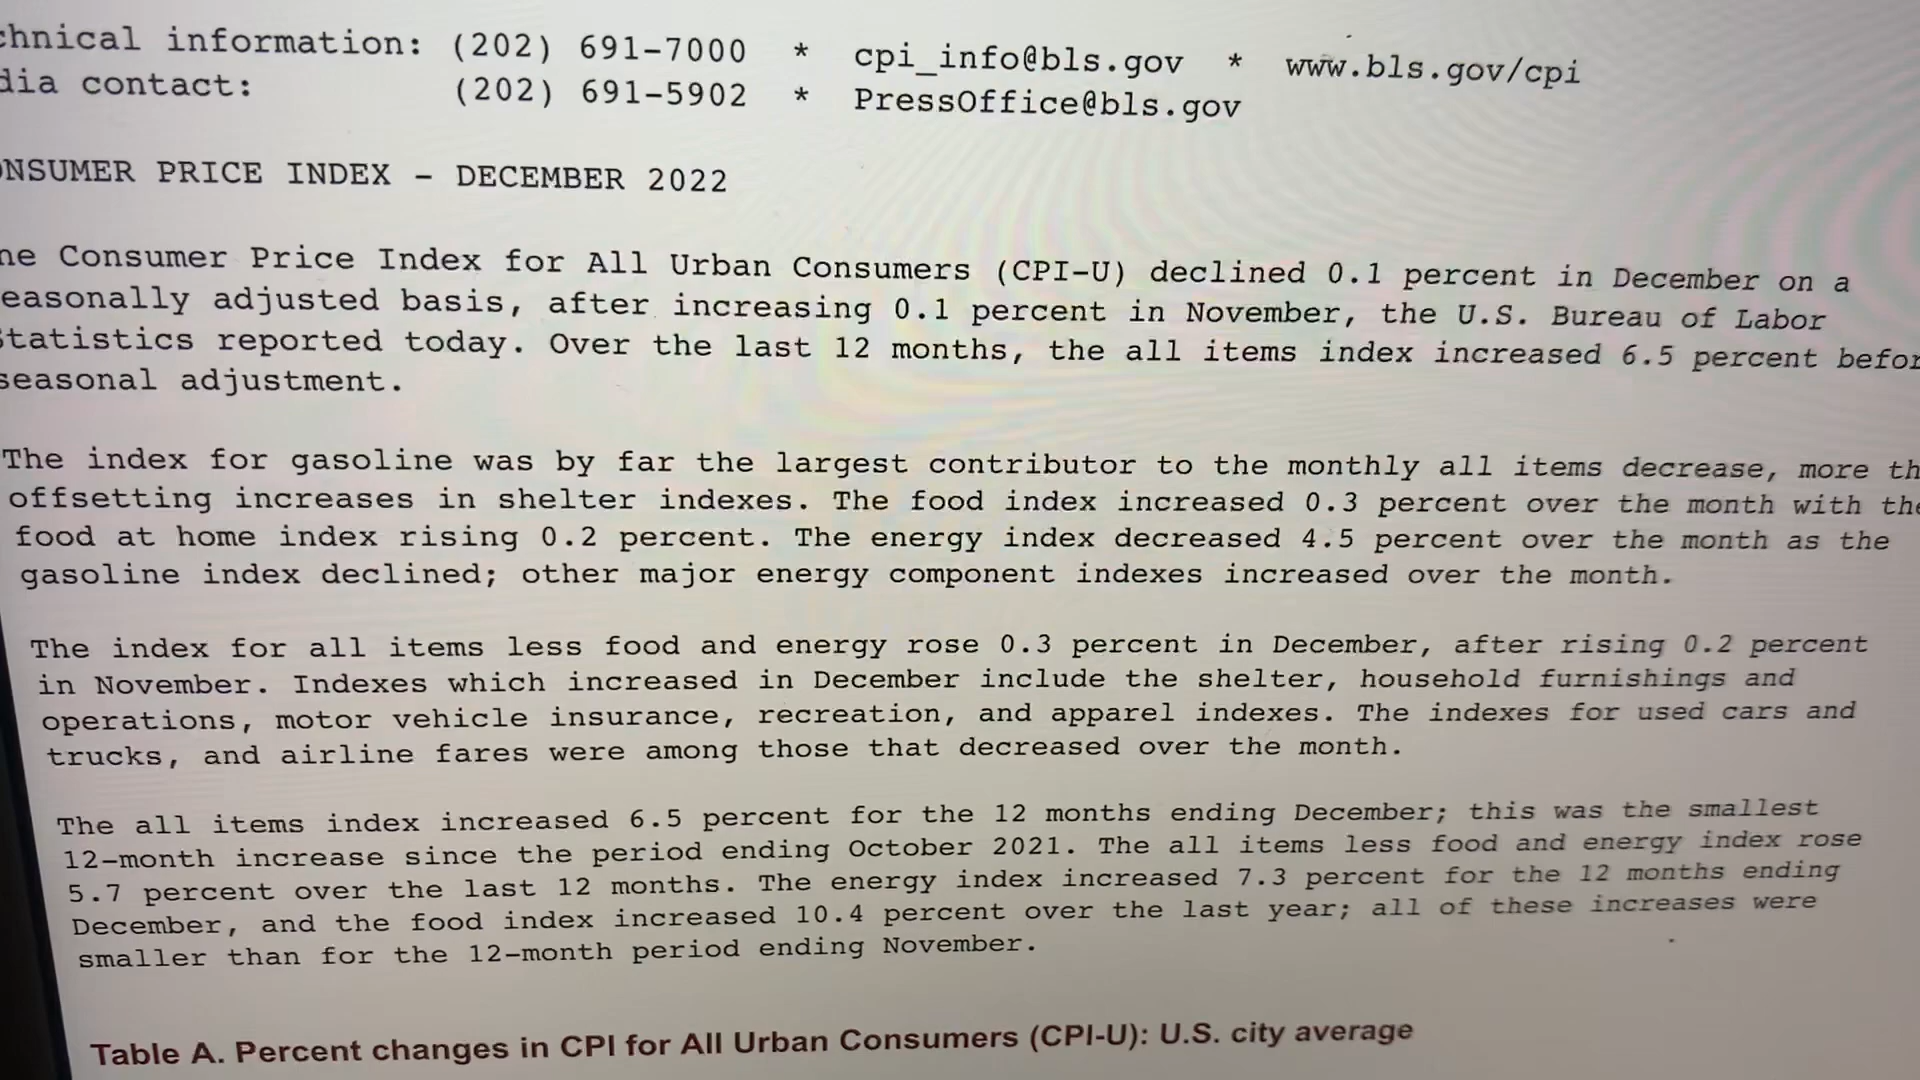 chnical information: (202) 691-7000 * cpi_info@bls.gov * www.bls.gov/cpi
dia contact: (202) 691-5902 * PressOffice@bls.gov
ONSUMER PRICE INDEX - DECEMBER 2022
he Consumer Price Index for All Urban Consumers (CPI-U) declined 0.1 percent in December on a
easonally adjusted basis, after increasing 0.1 percent in November, the U.S. Bureau of Labor
Statistics reported today. Over the last 12 months, the all items index increased 6.5 percent befor
seasonal adjustment.
The index for gasoline was by far the largest contributor to the monthly all items decrease, more th
offsetting increases in shelter indexes. The food index increased 0.3 percent over the month with the
food at home index rising 0.2 percent. The energy index decreased 4.5 percent over the month as the
gasoline index declined; other major energy component indexes increased over the month.
The index for all items less food and energy rose 0.3 percent in December, after rising 0.2 percent
in November. Indexes which increased in December include the shelter, household furnishings and
operations, motor vehicle insurance, recreation, and apparel indexes. The indexes for used cars and
trucks, and airline fares were among those that decreased over the month.
The all items index increased 6.5 percent for the 12 months ending December; this was the smallest
12-month increase since the period ending October 2021. The all items less food and energy index rose
5.7 percent over the last 12 months. The energy index increased 7.3 percent for the 12 months ending
December, and the food index increased 10.4 percent over the last year; all of these increases were
smaller than for the 12-month period ending November.
Table A. Percent changes in CPI for All Urban Consumers (CPI-U): U.S. city average